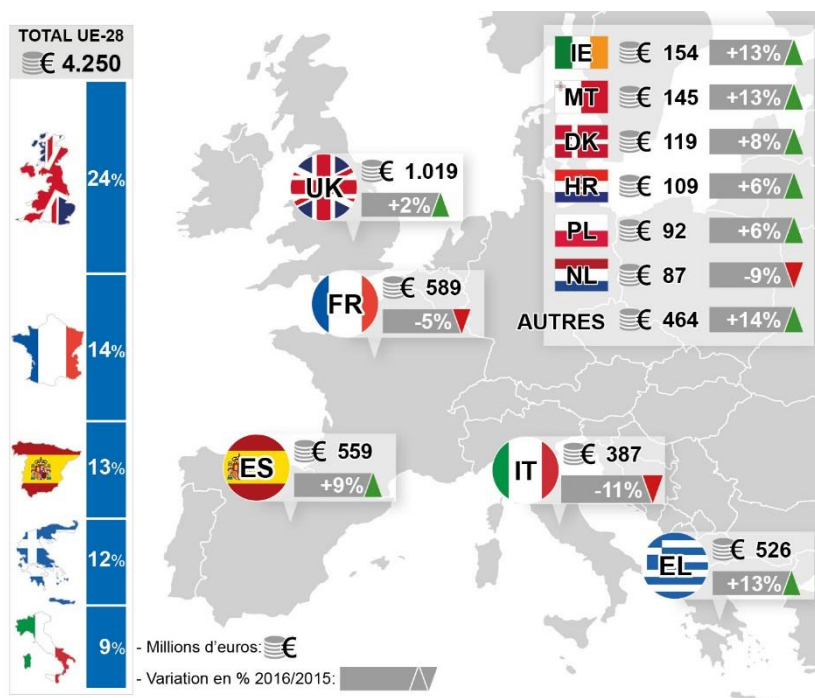 TOTAL UE-28
€ 4.250
24%
14%
13%
12%
9%
UK
€ 1.019
+2%
FR
€ 589
-5%
ES
€ 559
+9%
IT
€ 387
-11%
EL
€ 526
+13%
IE € 154 +13%
MT € 145 +13%
DK € 119 +8%
HR € 109 +6%
PL € 92 +6%
NL € 87 -9%
AUTRES € 464 +14%
- Millions d'euros: €
- Variation en % 2016/2015: